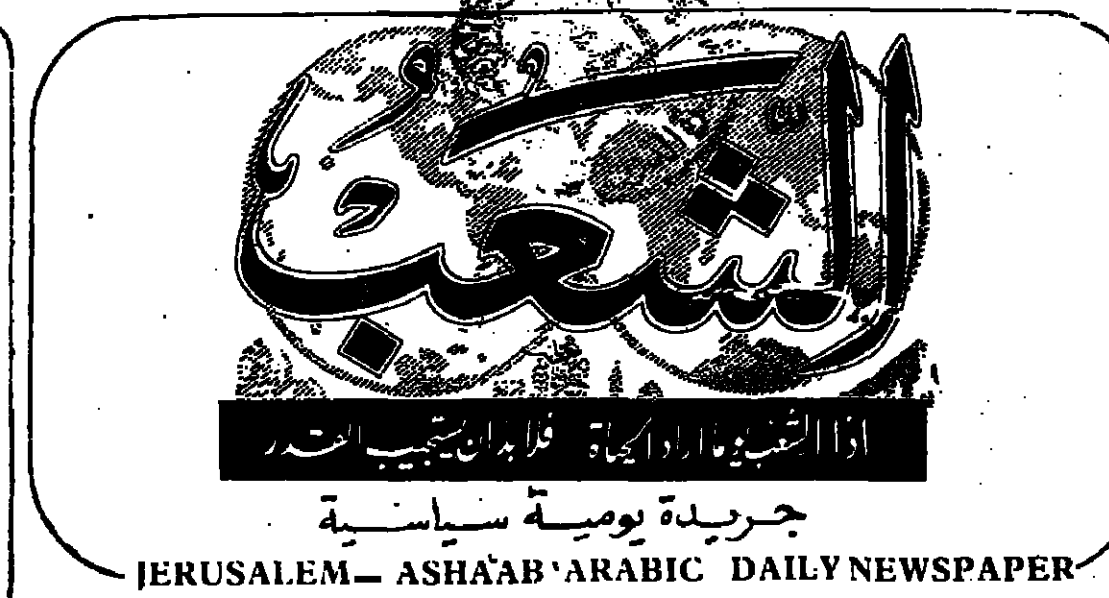 الشعب
اذا الشعب يوما اراد الحياة فلا بد ان يستجيب القدر
جريدة يومية سياسية
JERUSALEM— ASHA'AB ARABIC DAILY NEWSPAPER